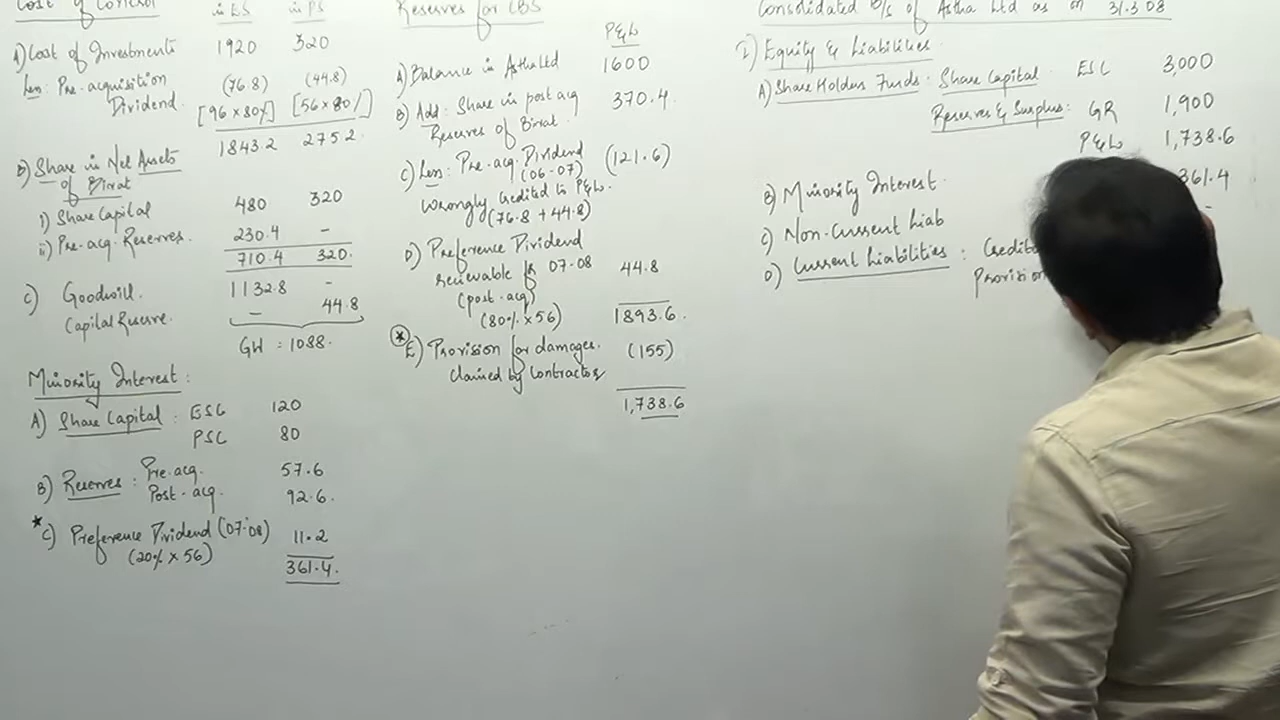 Cost of Control
in ES in PS
A) Cost of Investments 1920 320
Less: Pre-acquisition (76.8) (44.8)
Dividend. [96 x 80%] [56 x 80%]
1843.2 275.2.
B) Share in Net Assets
of Birat
i) Share Capital 480 320
ii) Pre-acq. Reserves. 230.4 -
710.4 320.
C) Goodwill. 1132.8 -
Capital Reserve. - 44.8
GW = 1088.
Minority Interest:
A) Share Capital: ESC 120
PSC 80
B) Reserves: Pre-acq. 57.6
Post-acq. 92.6.
* C) Preference Dividend ('07-'08) 11.2
(20% x 56)
361.4.
Reserves for CBS
P&L
A) Balance in Astha Ltd 1600
B) Add: Share in post acq 370.4.
Reserves of Birat.
C) Less: Pre-acq. Dividend (121.6)
(06-07)
wrongly credited to P&L.
(76.8 + 44.8)
D) Preference Dividend
receivable for 07-08 44.8
(post-acq)
(80% x 56) 1893.6.
* E) Provision for damages. (155)
claimed by contractor
1,738.6
Consolidated B/s of Astha Ltd as on 31.3.08
I) Equity & Liabilities.
A) Share Holders Funds: Share Capital. ESC 3,000
Reserves & Surplus: GR 1,900
P&L 1,738.6
B) Minority Interest. 361.4
C) Non-Current Liab -
D) Current Liabilities: